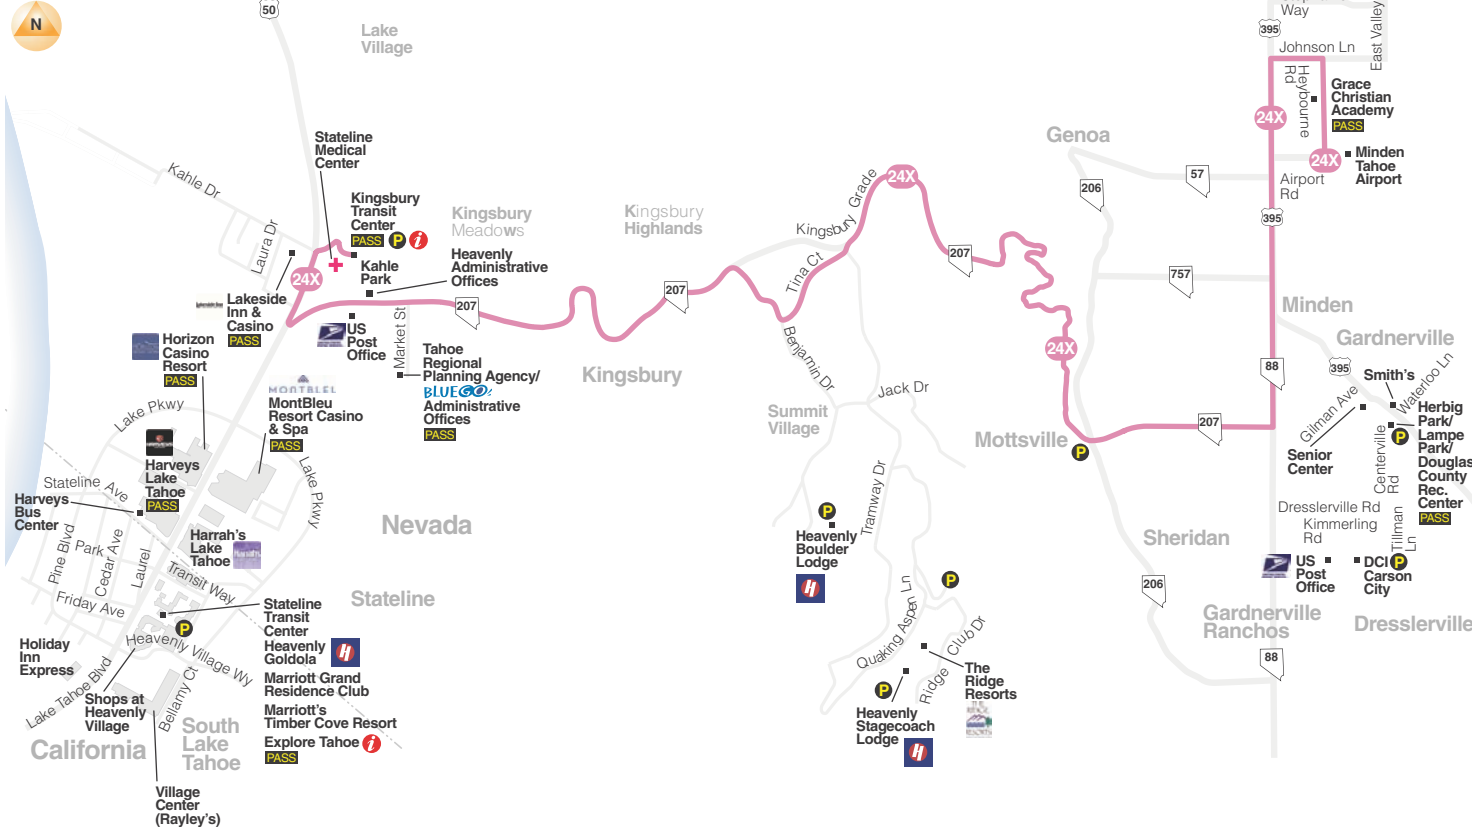 N
50
Lake
Village
Way
395
Johnson Ln
East Valley
Heybourne
Rd
Grace
Christian
Academy
PASS
24X
24X
Minden
Tahoe
Airport
Airport
Rd
Genoa
206
57
395
Stateline
Medical
Center
Kahle Dr
Laura Dr
Kingsbury
Transit
Center
PASS P i
Kingsbury
Meadows
Kingsbury
Highlands
Kingsbury Grade
24X
Tina Ct
207
24X
Kahle
Park
Heavenly
Administrative
Offices
207
207
757
Minden
Gardnerville
Lakeside
Inn &
Casino
PASS
US
Post
Office
Market St
Tahoe
Regional
Planning Agency/
BLUEGO
Administrative
Offices
PASS
Horizon
Casino
Resort
PASS
MONTBLEU
MontBleu
Resort Casino
& Spa
PASS
Kingsbury
Benjamin Dr
Jack Dr
Summit
Village
24X
88
395
Smith's
Waterloo Ln
Gilman Ave
Senior
Center
Herbig
Park/
Lampe
Park/
Douglas
County
Rec.
Center
PASS
P
Centerville
Rd
Mottsville
P
207
Lake Pkwy
Harveys
Lake
Tahoe
PASS
Stateline Ave
Harveys
Bus
Center
Lake Pkwy
Nevada
Harrah's
Lake
Tahoe
Harrah's
Pine Blvd
Park
Cedar Ave
Laurel
Friday Ave
Transit Way
Stateline
Stateline
Transit
Center
Heavenly
Goldola
H
Marriott Grand
Residence Club
Marriott's
Timber Cove Resort
Explore Tahoe i
PASS
P
Heavenly Village Wy
Holiday
Inn
Express
Lake Tahoe Blvd
Shops at
Heavenly
Village
Bellamy Ct
California
South
Lake
Tahoe
Village
Center
(Rayley's)
P
Heavenly
Boulder
Lodge
H
Tramway Dr
P
Quaking Aspen Ln
Ridge Club Dr
The
Ridge
Resorts
THE
RIDGE
RESORTS
P
Heavenly
Stagecoach
Lodge
H
Sheridan
206
Dresslerville Rd
Kimmerling
Rd
Tillman
Ln
US
Post
Office
DCI P
Carson
City
Gardnerville
Ranchos
Dresslerville
88